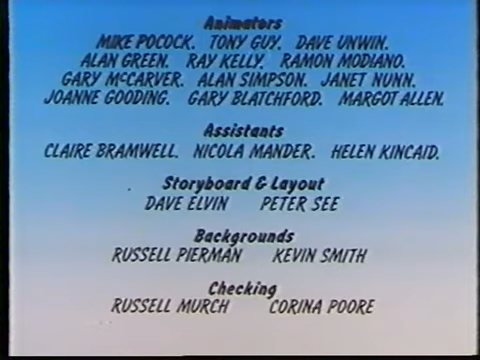 Animators
MIKE POCOCK. TONY GUY. DAVE UNWIN.
ALAN GREEN. RAY KELLY. RAMON MODIANO.
GARY McCARVER. ALAN SIMPSON. JANET NUNN.
JOANNE GOODING. GARY BLATCHFORD. MARGOT ALLEN.
Assistants
CLAIRE BRAMWELL. NICOLA MANDER. HELEN KINCAID.
Storyboard & Layout
DAVE ELVIN PETER SEE
Backgrounds
RUSSELL PIERMAN KEVIN SMITH
Checking
RUSSELL MURCH CORINA POORE